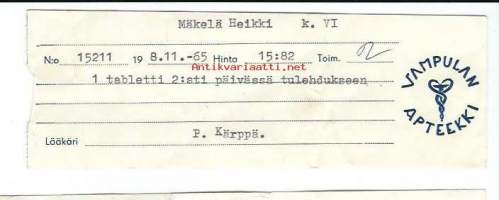 Mäkelä Heikki k. VI
N:o 15211 19 8.11.-65 Hinta 15:82 Toim.
Antikvariaatti.net
1 tabletti 2:sti päivässä tulehdukseen
P. Kärppä.
Lääkäri
VAMPULAN
APTEEKKI